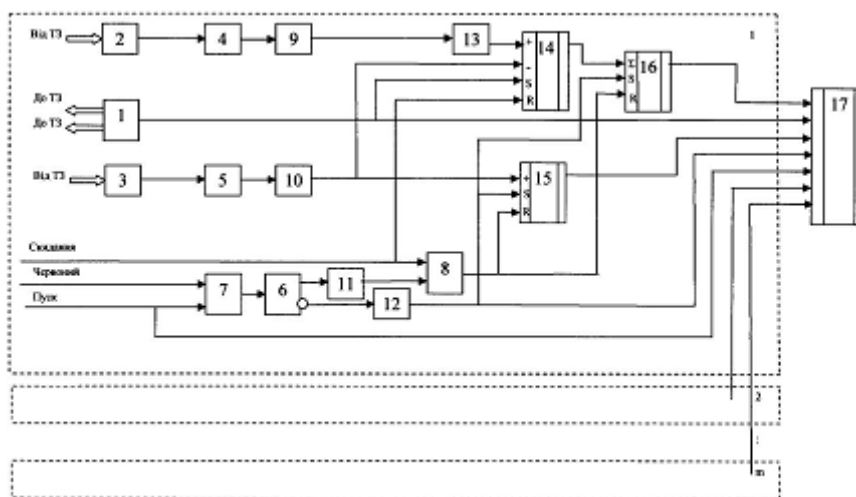 Від ТЗ 2 4 9 13 + 14 1
- S R
Σ S R 16
До ТЗ
До ТЗ 1
17
Від ТЗ 3 5 10 + S R 15
Скидання
Червоний 7 6 11 8
Пуск 12
2
:
m